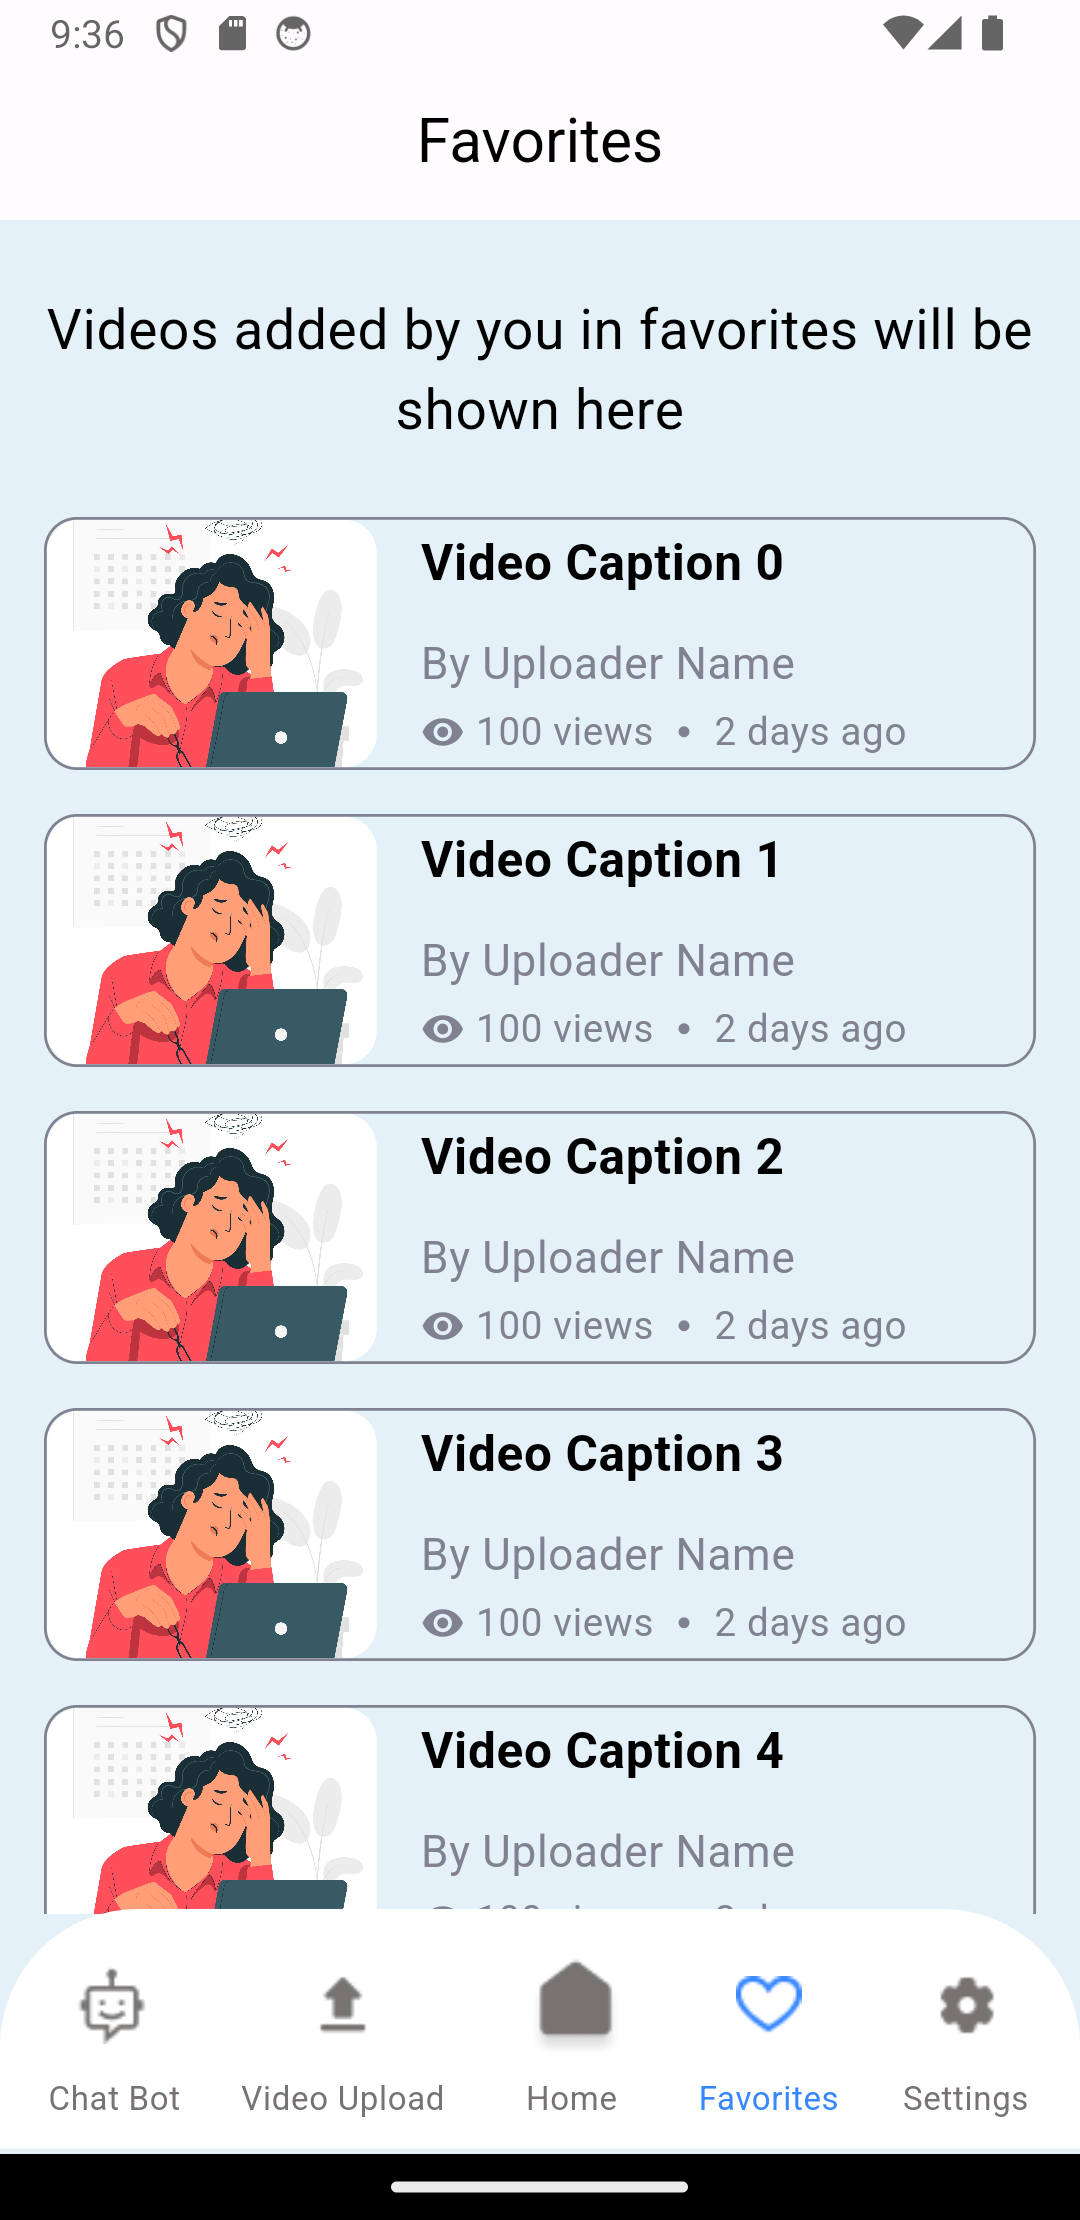 9:36
Favorites
Videos added by you in favorites will be
shown here
Video Caption 0
By Uploader Name
100 views • 2 days ago
Video Caption 1
By Uploader Name
100 views • 2 days ago
Video Caption 2
By Uploader Name
100 views • 2 days ago
Video Caption 3
By Uploader Name
100 views • 2 days ago
Video Caption 4
By Uploader Name
Chat Bot
Video Upload
Home
Favorites
Settings